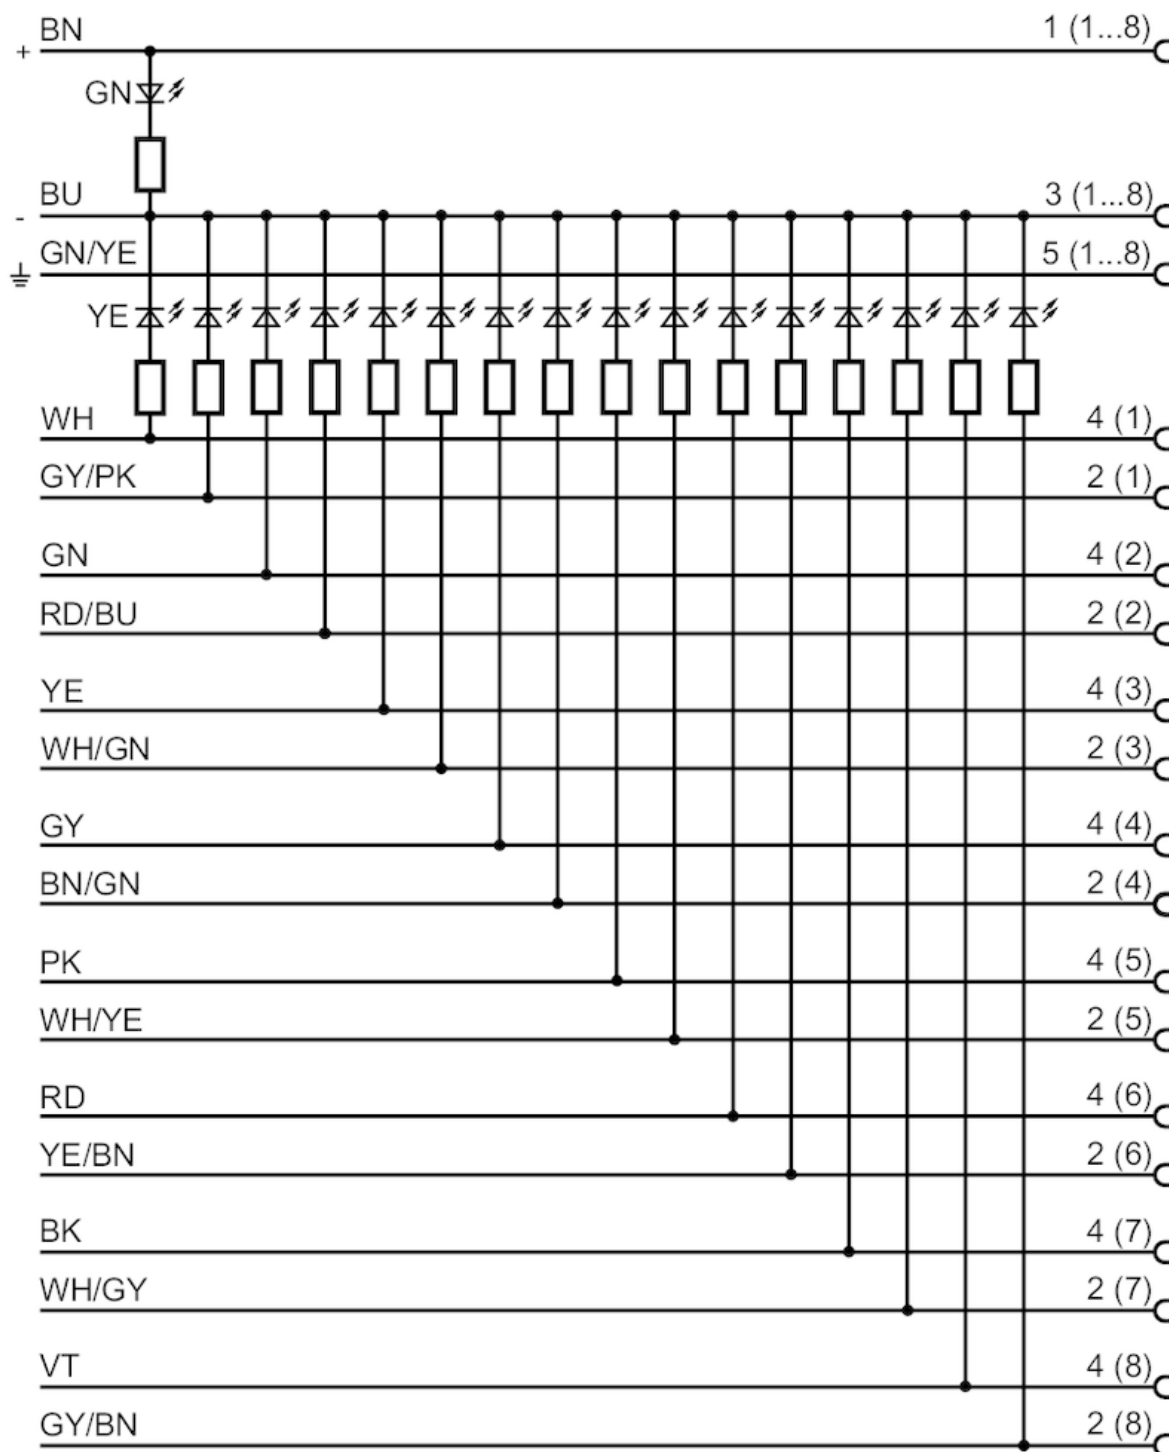 BN 1 (1...8)
+
GN
BU 3 (1...8)
-
GN/YE 5 (1...8)
YE
WH 4 (1)
GY/PK 2 (1)
GN 4 (2)
RD/BU 2 (2)
YE 4 (3)
WH/GN 2 (3)
GY 4 (4)
BN/GN 2 (4)
PK 4 (5)
WH/YE 2 (5)
RD 4 (6)
YE/BN 2 (6)
BK 4 (7)
WH/GY 2 (7)
VT 4 (8)
GY/BN 2 (8)